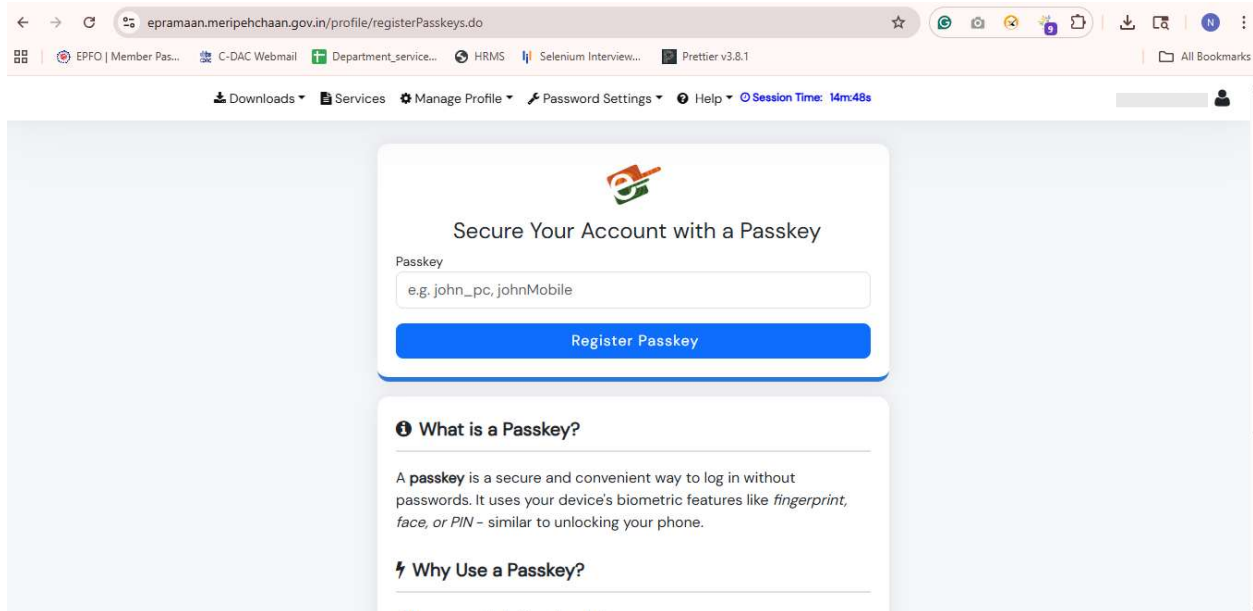 epramaan.meripehchaan.gov.in/profile/registerPasskeys.do
9
N
EPFO | Member Pas...
C-DAC Webmail
Department_service...
HRMS
Selenium Interview...
Prettier v3.8.1
All Bookmarks
Downloads
Services
Manage Profile
Password Settings
Help
Session Time: 14m:48s
Secure Your Account with a Passkey
Passkey
e.g. john_pc, johnMobile
Register Passkey
What is a Passkey?
A passkey is a secure and convenient way to log in without
passwords. It uses your device's biometric features like fingerprint,
face, or PIN - similar to unlocking your phone.
Why Use a Passkey?